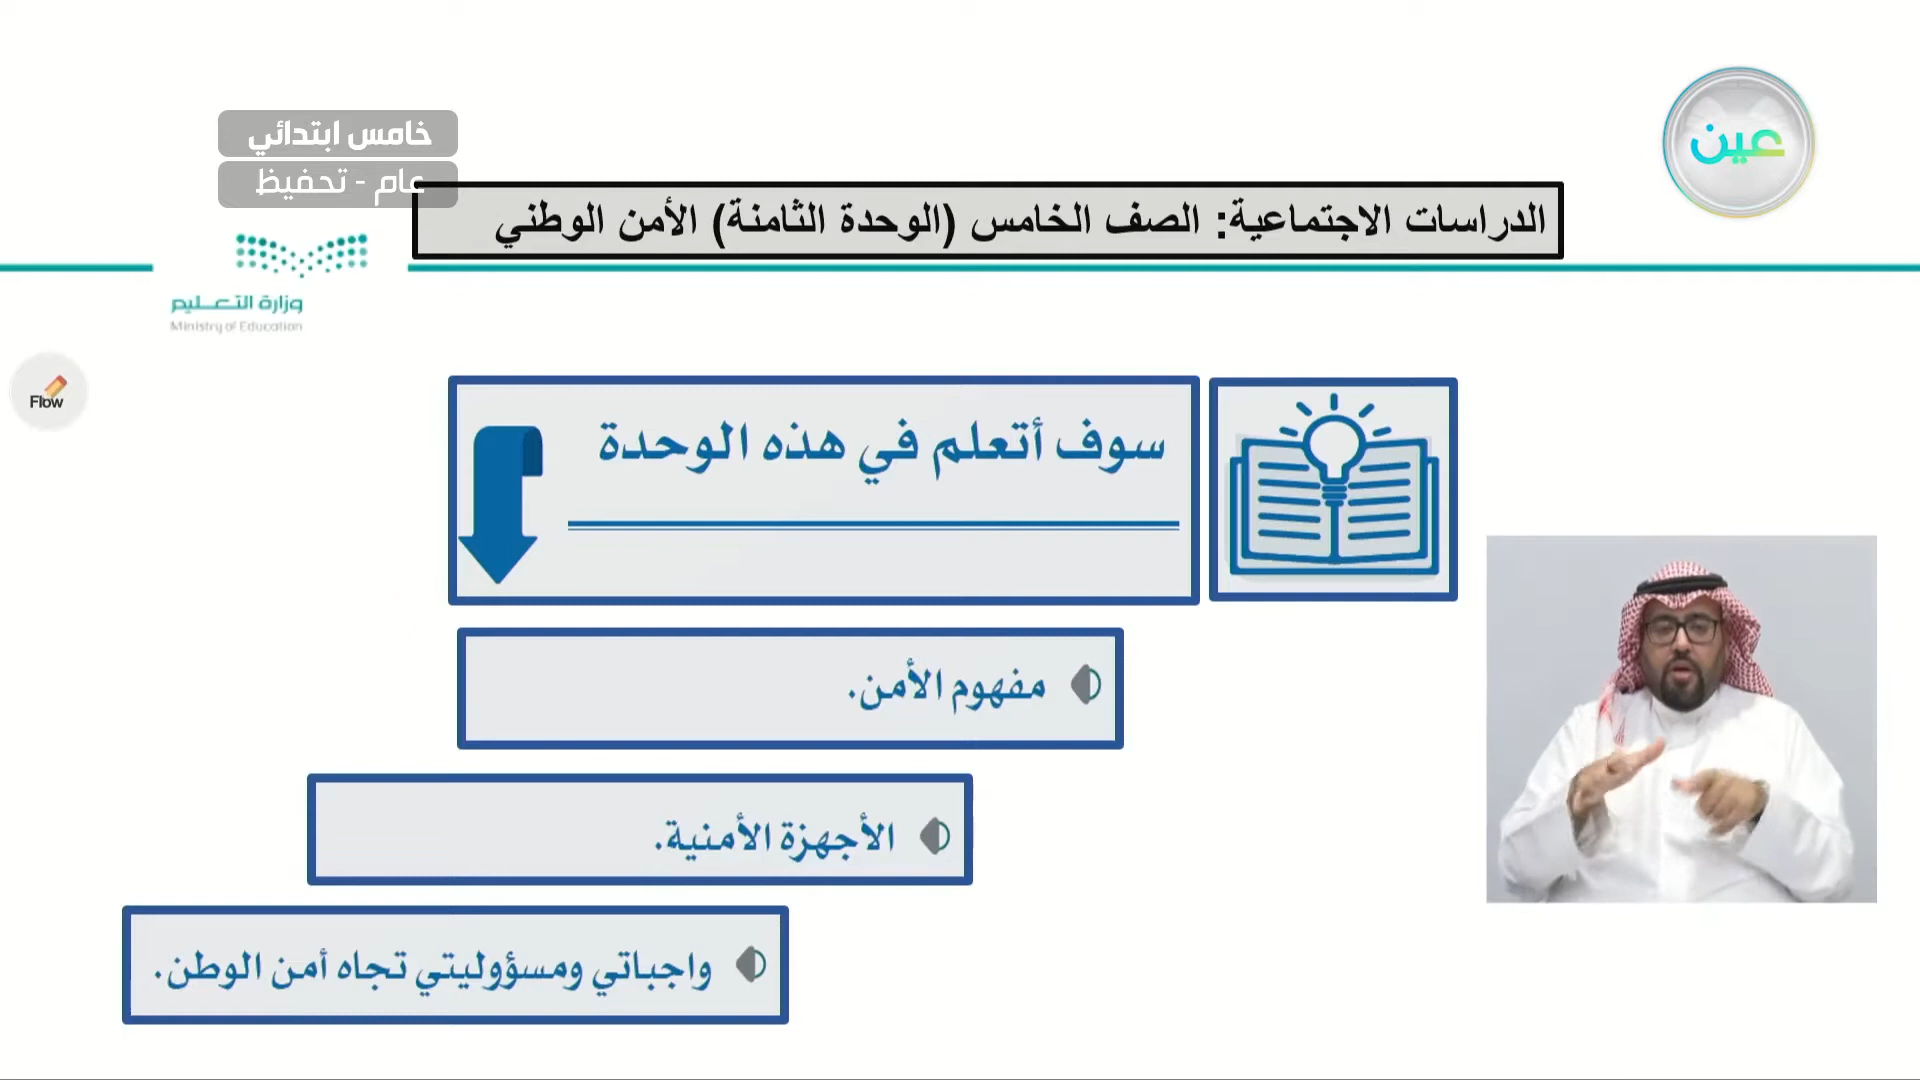 خامس ابتدائي
عام - تحفيظ
عين
الدراسات الاجتماعية: الصف الخامس (الوحدة الثامنة) الأمن الوطني
وزارة التعليم
Ministry of Education
Flow
سوف أتعلم في هذه الوحدة
مفهوم الأمن.
الأجهزة الأمنية.
واجباتي ومسؤوليتي تجاه أمن الوطن.